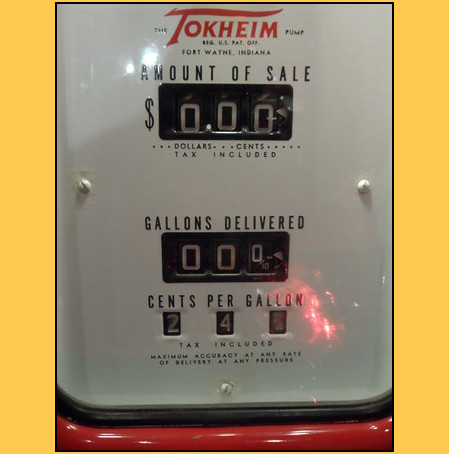 THE TOKHEIM PUMP
REG. U.S. PAT. OFF.
FORT WAYNE, INDIANA
AMOUNT OF SALE
$ 0 0 0
DOLLARS CENTS
TAX INCLUDED
GALLONS DELIVERED
0 0 0/10
CENTS PER GALLON
2 4
TAX INCLUDED
MAXIMUM ACCURACY AT ANY RATE
OF DELIVERY AT ANY PRESSURE